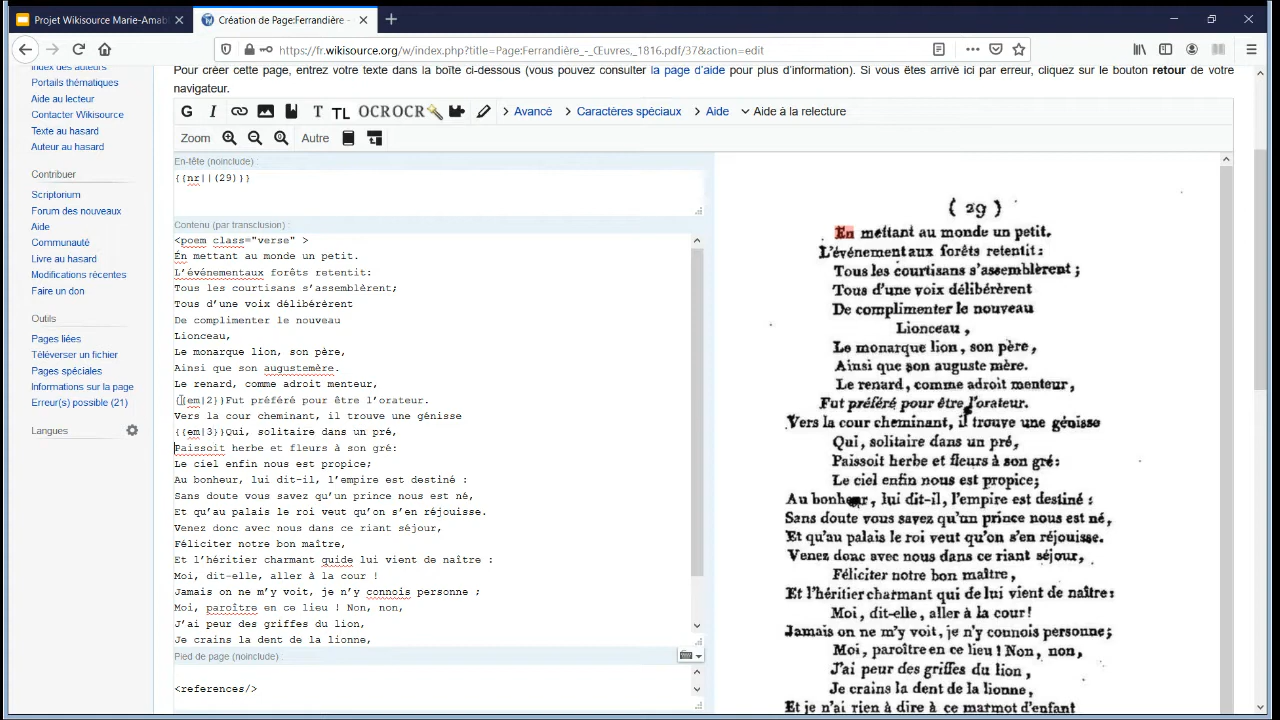 Projet Wikisource Marie-Amab
Création de Page:Ferrandière -
https://fr.wikisource.org/w/index.php?title=Page:Ferrandière_-_Œuvres,_1816.pdf/37&action=edit
Index des auteurs
Portails thématiques
Aide au lecteur
Contacter Wikisource
Texte au hasard
Auteur au hasard
Contribuer
Scriptorium
Forum des nouveaux
Aide
Communauté
Livre d'or
Modifications récentes
Faire un don
Outils
Pages liées
Téléverser un fichier
Pages spéciales
Informations sur la page
Erreur(s) possible (21)
Langues
Pour créer cette page, entrez votre texte dans la boîte ci-dessous (vous pouvez consulter la page d'aide pour plus d'information). Si vous êtes arrivé ici par erreur, cliquez sur le bouton retour de votre
navigateur.
G I T TL OCR OCR Avancé Caractères spéciaux Aide Aide à la relecture
Zoom Autre
En-tête (noinclude) :
{{nr||(29)}}
Contenu (par transclusion) :
<poem class="verse" >
Én mettant au monde un petit.
L’événementaux forêts retentit:
Tous les courtisans s’assemblèrent;
Tous d’une voix délibérèrent
De complimenter le nouveau
Lionceau,
Le monarque lion, son père,
Ainsi que son augustemère.
Le renard, comme adroit menteur,
{{em|2}}Fut préféré pour être l’orateur.
Vers la cour cheminant, il trouve une génisse
{{em|3}}Qui, solitaire dans un pré,
Paissoit herbe et fleurs à son gré:
Le ciel enfin nous est propice;
Au bonheur, lui dit-il, l’empire est destiné :
Sans doute vous savez qu’un prince nous est né,
Et qu’au palais le roi veut qu’on s’en réjouisse.
Venez donc avec nous dans ce riant séjour,
Féliciter notre bon maître,
Et l’héritier charmant guide lui vient de naître :
Moi, dit-elle, aller à la cour !
Jamais on ne m’y voit, je n’y connois personne ;
Moi, paroître en ce lieu ! Non, non,
J’ai peur des griffes du lion,
Je crains la dent de la lionne,
Pied de page (noinclude) :
<references/>
( 29 )
En mettant au monde un petit.
L'événement aux forêts retentit:
Tous les courtisans s'assemblèrent ;
Tous d'une voix délibérèrent
De complimenter le nouveau
Lionceau ,
Le monarque lion, son père ,
Ainsi que son auguste mère.
Le renard, comme adroit menteur,
Fut préféré pour être l'orateur.
Vers la cour cheminant, il trouve une génisse
Qui, solitaire dans un pré,
Paissoit herbe et fleurs à son gré:
Le ciel enfin nous est propice;
Au bonheur, lui dit-il, l'empire est destiné :
Sans doute vous savez qu'un prince nous est né,
Et qu'au palais le roi veut qu'on s'en réjouisse.
Venez donc avec nous dans ce riant séjour,
Féliciter notre bon maître,
Et l'héritier charmant qui de lui vient de naître:
Moi, dit-elle, aller à la cour!
Jamais on ne m'y voit, je n'y connois personne;
Moi, paroître en ce lieu ! Non, non,
J'ai peur des griffes du lion,
Je crains la dent de la lionne,
Et je n'ai rien à dire à ce marmot d'enfant